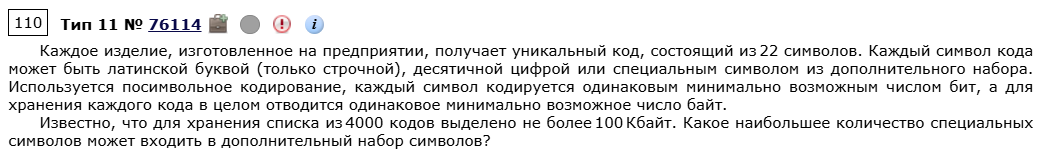 110 Тип 11 № 76114
Каждое изделие, изготовленное на предприятии, получает уникальный код, состоящий из 22 символов. Каждый символ кода
может быть латинской буквой (только строчной), десятичной цифрой или специальным символом из дополнительного набора.
Используется посимвольное кодирование, каждый символ кодируется одинаковым минимально возможным числом бит, а для
хранения каждого кода в целом отводится одинаковое минимально возможное число байт.
Известно, что для хранения списка из 4000 кодов выделено не более 100 Кбайт. Какое наибольшее количество специальных
символов может входить в дополнительный набор символов?